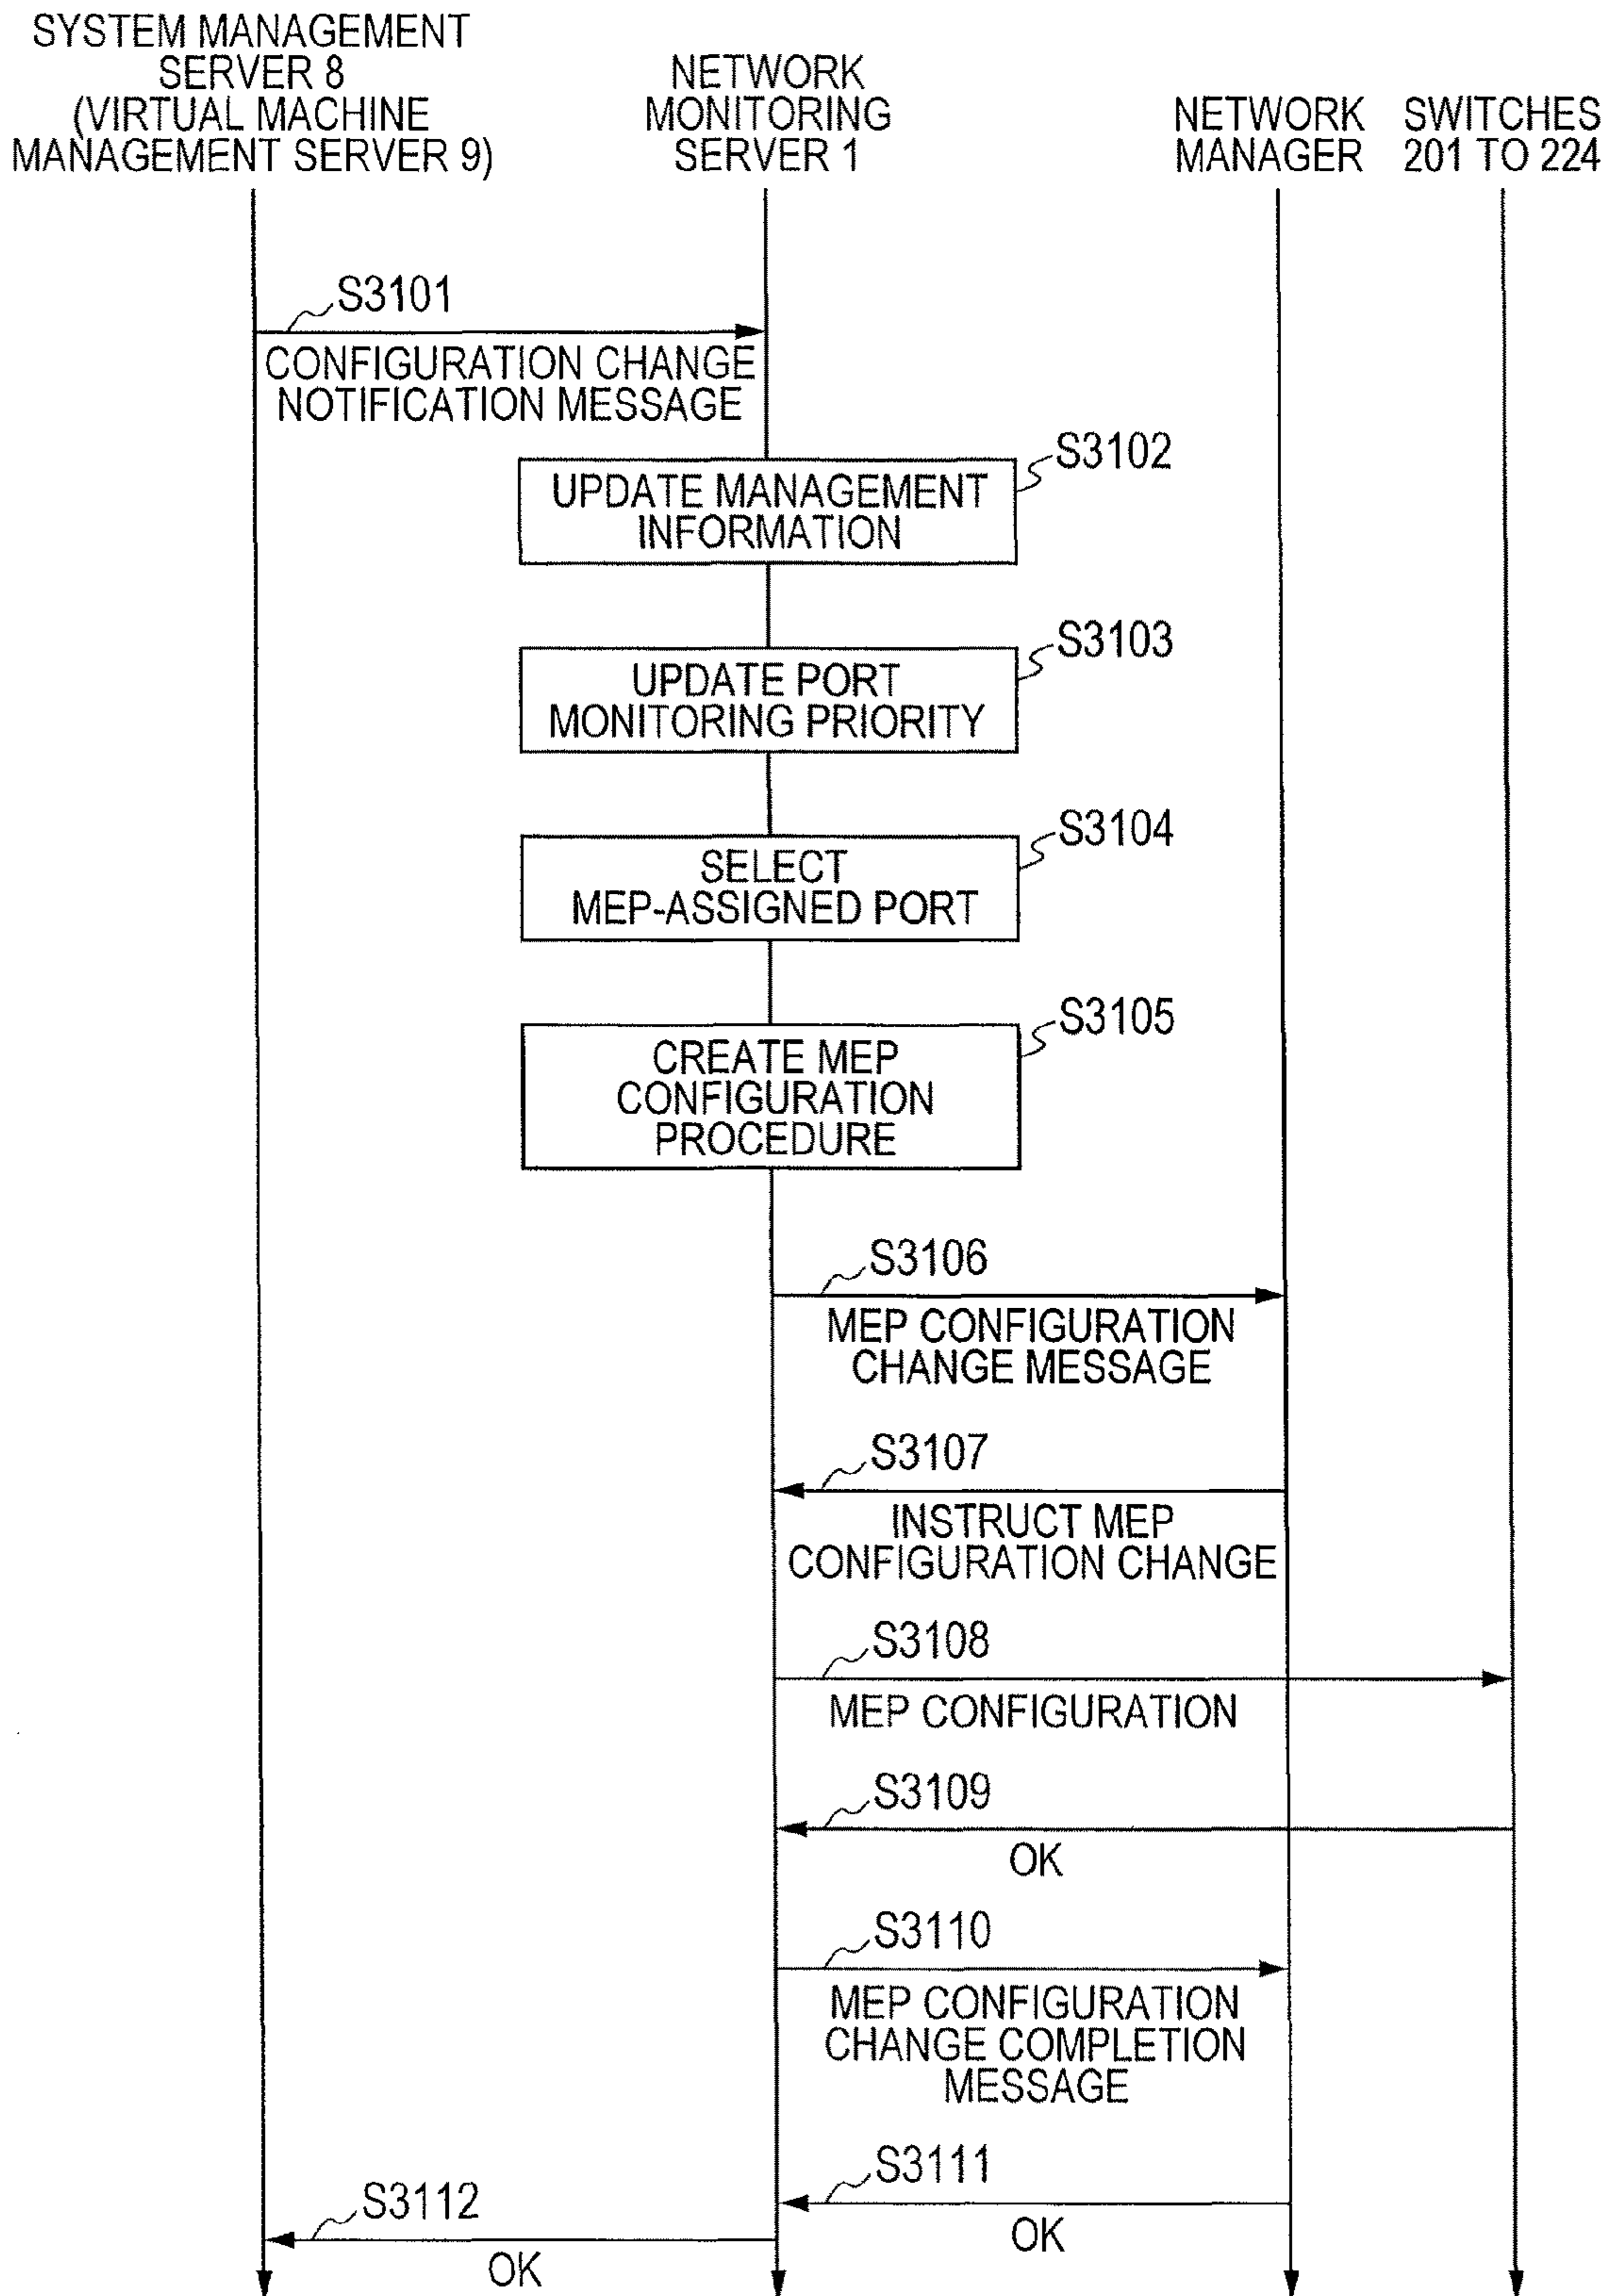 SYSTEM MANAGEMENT
SERVER 8
(VIRTUAL MACHINE
MANAGEMENT SERVER 9)
NETWORK
MONITORING
SERVER 1
NETWORK
MANAGER
SWITCHES
201 TO 224
S3101
CONFIGURATION CHANGE
NOTIFICATION MESSAGE
S3102
UPDATE MANAGEMENT
INFORMATION
S3103
UPDATE PORT
MONITORING PRIORITY
S3104
SELECT
MEP-ASSIGNED PORT
S3105
CREATE MEP
CONFIGURATION
PROCEDURE
S3106
MEP CONFIGURATION
CHANGE MESSAGE
S3107
INSTRUCT MEP
CONFIGURATION CHANGE
S3108
MEP CONFIGURATION
S3109
OK
S3110
MEP CONFIGURATION
CHANGE COMPLETION
MESSAGE
S3111
OK
S3112
OK